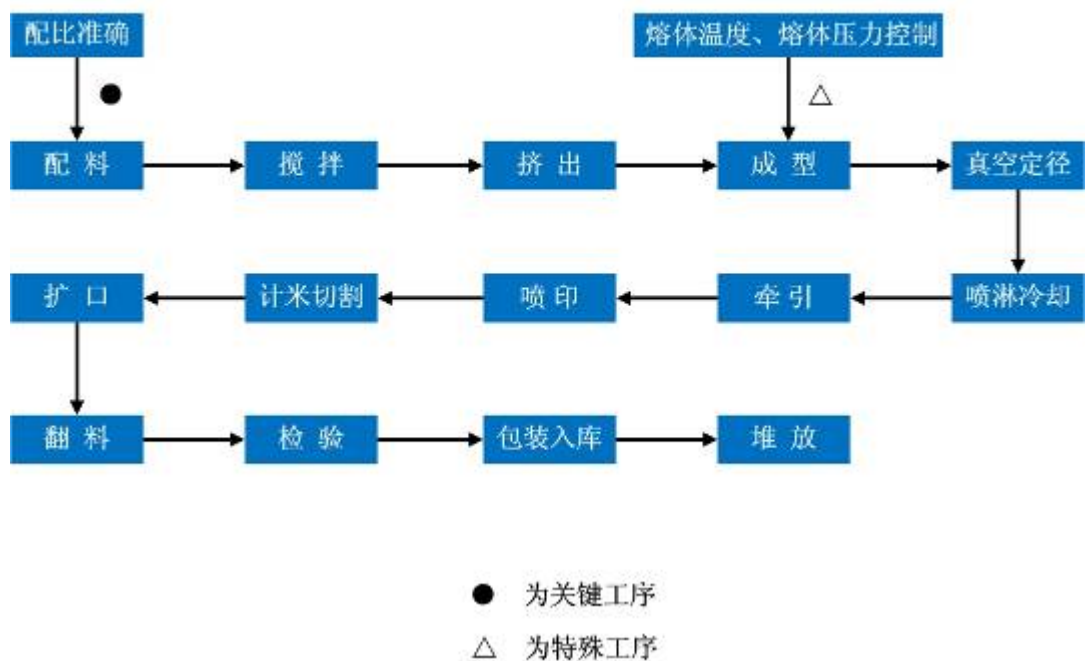 配比准确
熔体温度、熔体压力控制
配料
搅拌
挤出
成型
真空定径
扩口
计米切割
喷印
牵引
喷淋冷却
翻料
检验
包装入库
堆放
● 为关键工序
△ 为特殊工序